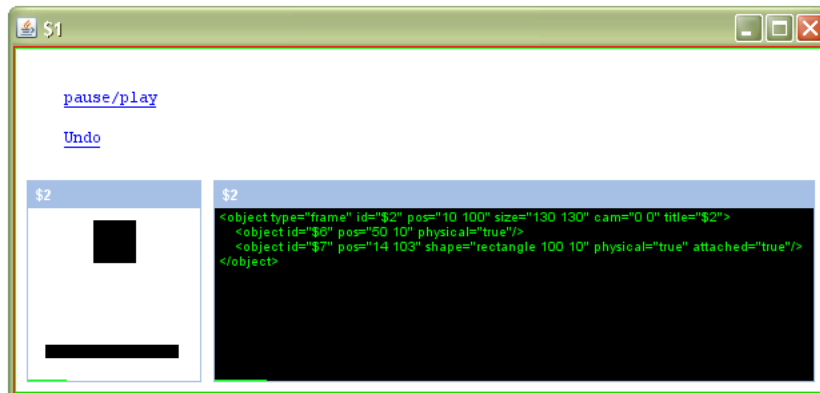 $1
pause/play
Undo
$2
$2
<object type="frame" id="$2" pos="10 100" size="130 130" cam="0 0" title="$2">
<object id="$6" pos="50 10" physical="true"/>
<object id="$7" pos="14 103" shape="rectangle 100 10" physical="true" attached="true"/>
</object>